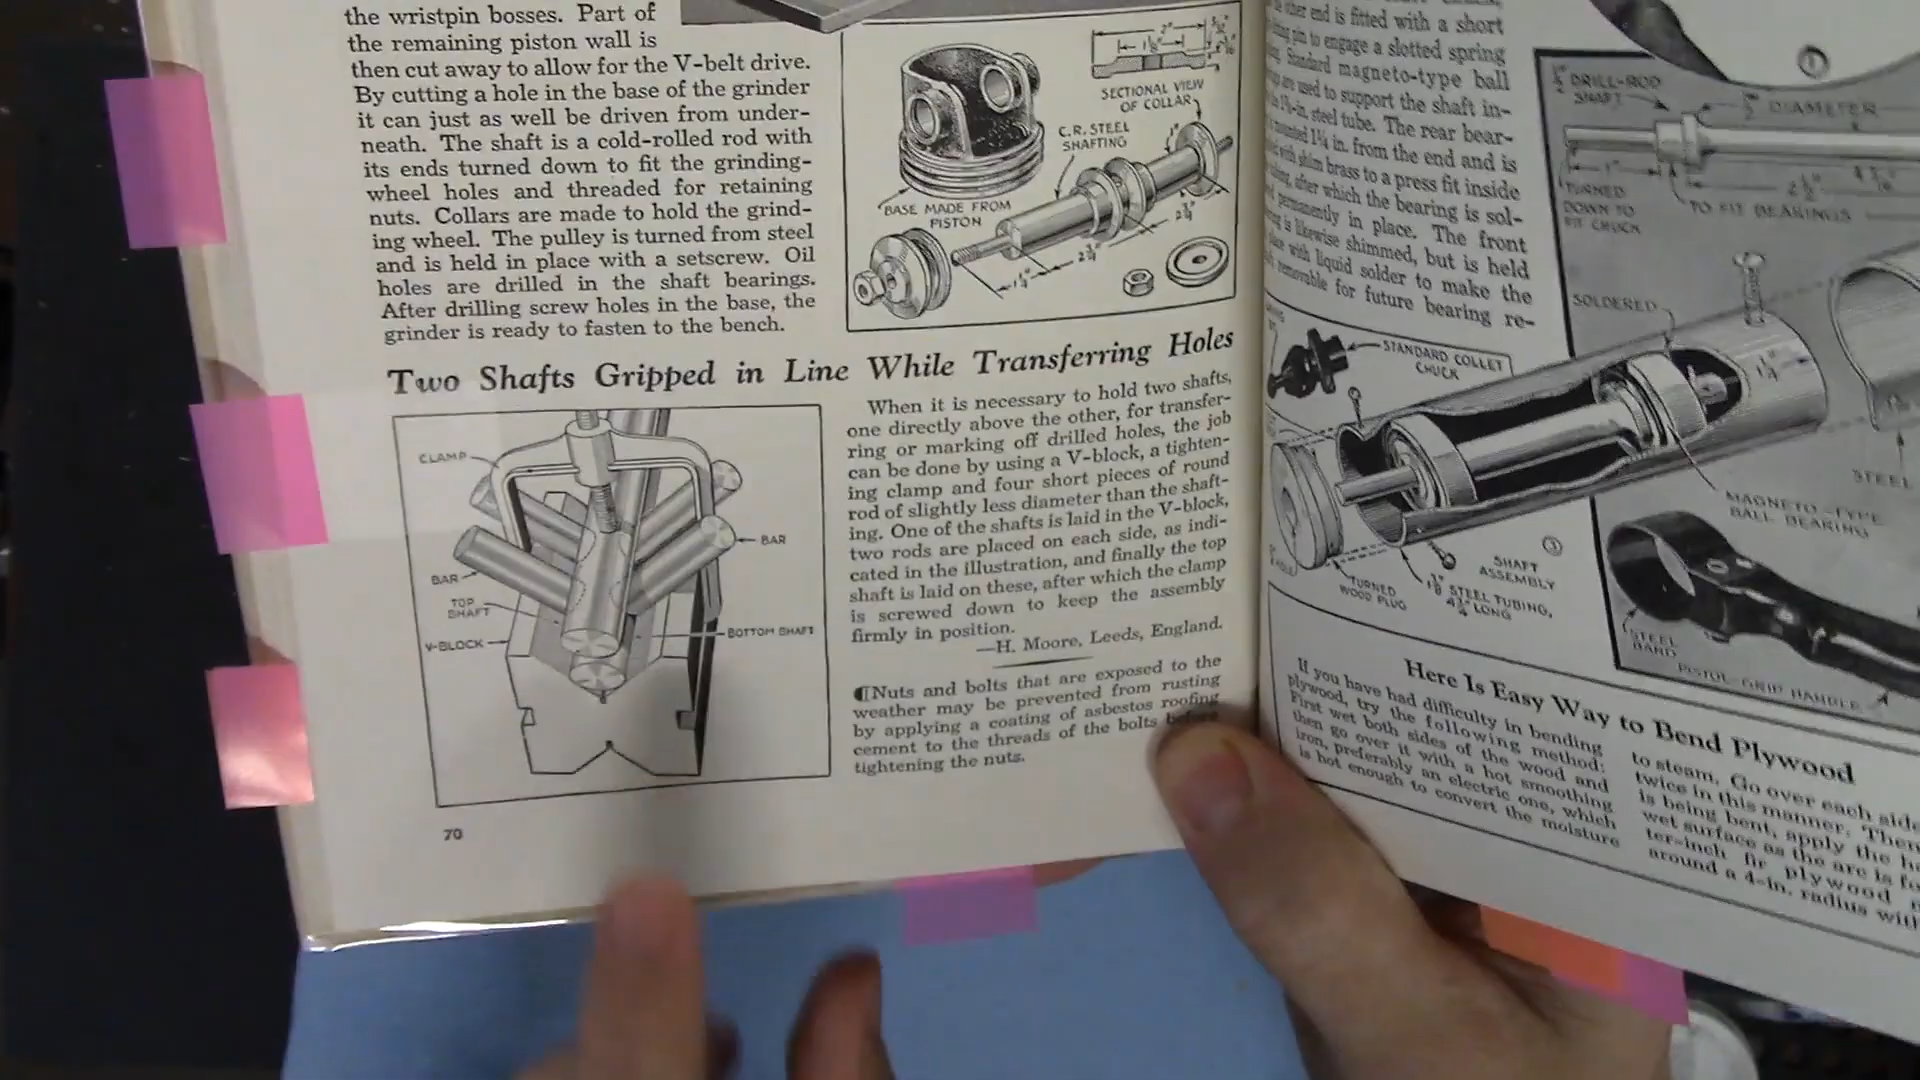 the wristpin bosses. Part of
the remaining piston wall is
then cut away to allow for the V-belt drive.
By cutting a hole in the base of the grinder
it can just as well be driven from under-
neath. The shaft is a cold-rolled rod with
its ends turned down to fit the grinding-
wheel holes and threaded for retaining
nuts. Collars are made to hold the grind-
ing wheel. The pulley is turned from steel
and is held in place with a setscrew. Oil
holes are drilled in the shaft bearings.
After drilling screw holes in the base, the
grinder is ready to fasten to the bench.
SECTIONAL VIEW
OF COLLAR
C.R. STEEL
SHAFTING
BASE MADE FROM
PISTON
Two Shafts Gripped in Line While Transferring Holes
CLAMP
BAR
BAR
TOP
SHAFT
V-BLOCK
BOTTOM SHAFT
When it is necessary to hold two shafts,
one directly above the other, for transfer-
ring or marking off drilled holes, the job
can be done by using a V-block, a tighten-
ing clamp and four short pieces of round
rod of slightly less diameter than the shaft-
ing. One of the shafts is laid in the V-block,
two rods are placed on each side, as indi-
cated in the illustration, and finally the top
shaft is laid on these, after which the clamp
is screwed down to keep the assembly
firmly in position.
—H. Moore, Leeds, England.
¶Nuts and bolts that are exposed to the
weather may be prevented from rusting
by applying a coating of asbestos roofing
cement to the threads of the bolts before
tightening the nuts.
70
other end is fitted with a short
pin to engage a slotted spring
Standard magneto-type ball
are used to support the shaft in-
steel tube. The rear bear-
mounted 1¼ in. from the end and is
with shim brass to a press fit inside
after which the bearing is sol-
permanently in place. The front
is likewise shimmed, but is held
with liquid solder to make the
removable for future bearing re-
DRILL-ROD
SHAFT
DIAMETER
1"
TURNED
DOWN TO
FIT CHUCK
TO FIT BEARINGS
SOLDERED
STANDARD COLLET
CHUCK
STEEL
MAGNETO-TYPE
BALL BEARING
SHAFT
ASSEMBLY
TURNED
WOOD PLUG
STEEL TUBING,
LONG
STEEL
BAND
PISTOL-GRIP HANDLE
Here Is Easy Way to Bend Plywood
If you have had difficulty in bending
plywood, try the following method:
First wet both sides of the wood and
then go over it with a hot smoothing
iron, preferably an electric one, which
is hot enough to convert the moisture
to steam. Go over each side
twice in this manner. Then
is being bent, apply the
wet surface as the arc is
ter-inch fir plywood
around a 4-in. radius